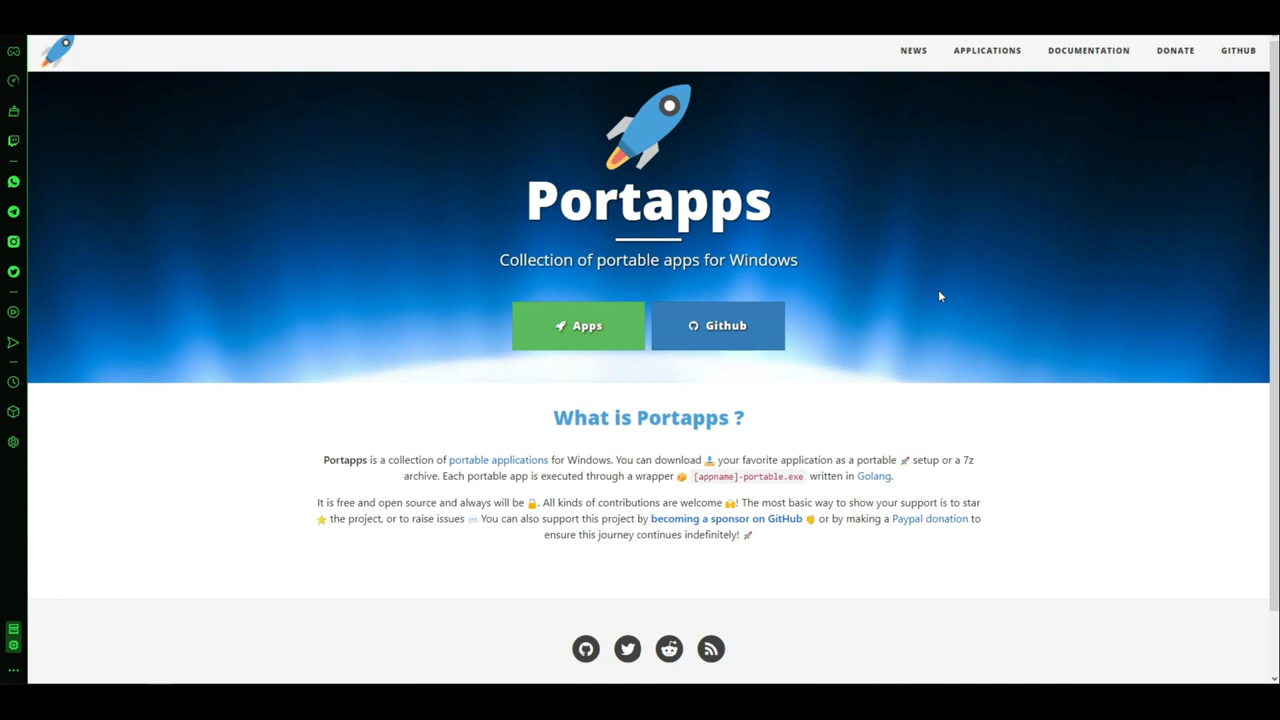 NEWS APPLICATIONS DOCUMENTATION DONATE GITHUB
Portapps
Collection of portable apps for Windows
Apps Github
What is Portapps ?
Portapps is a collection of portable applications for Windows. You can download your favorite application as a portable setup or a 7z
archive. Each portable app is executed through a wrapper [appname]-portable.exe written in Golang.
It is free and open source and always will be. All kinds of contributions are welcome! The most basic way to show your support is to star
the project, or to raise issues You can also support this project by becoming a sponsor on GitHub or by making a Paypal donation to
ensure this journey continues indefinitely!